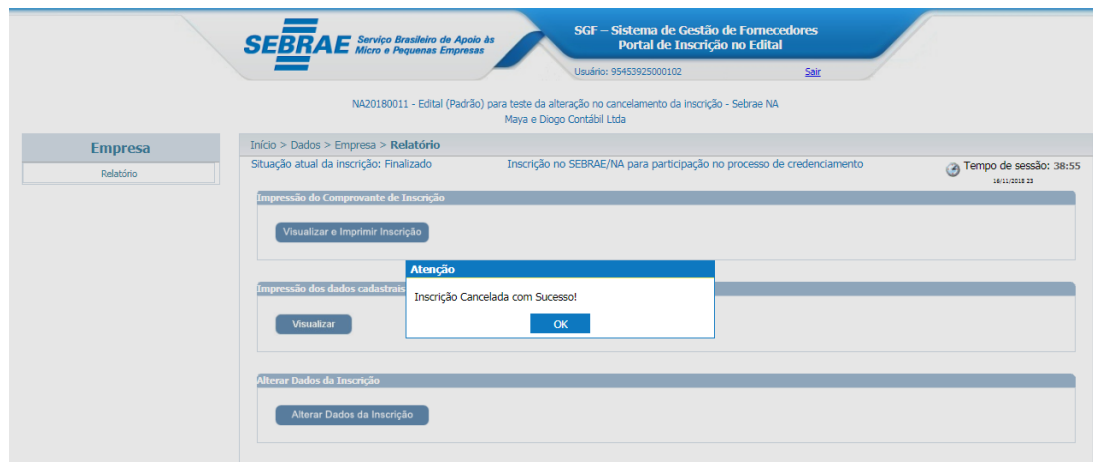 SEBRAE
Serviço Brasileiro de Apoio às
Micro e Pequenas Empresas
SGF – Sistema de Gestão de Fornecedores
Portal de Inscrição no Edital
Usuário: 95453925000102 Sair
NA20180011 - Edital (Padrão) para teste da alteração no cancelamento da inscrição - Sebrae NA
Maya e Diogo Contábil Ltda
Empresa
Relatório
Início > Dados > Empresa > Relatório
Situação atual da inscrição: Finalizado Inscrição no SEBRAE/NA para participação no processo de credenciamento
Tempo de sessão: 38:55
16/11/2018 23
Impressão do Comprovante de Inscrição
Visualizar e Imprimir Inscrição
Atenção
Inscrição Cancelada com Sucesso!
OK
Impressão dos dados cadastrais
Visualizar
Alterar Dados da Inscrição
Alterar Dados da Inscrição